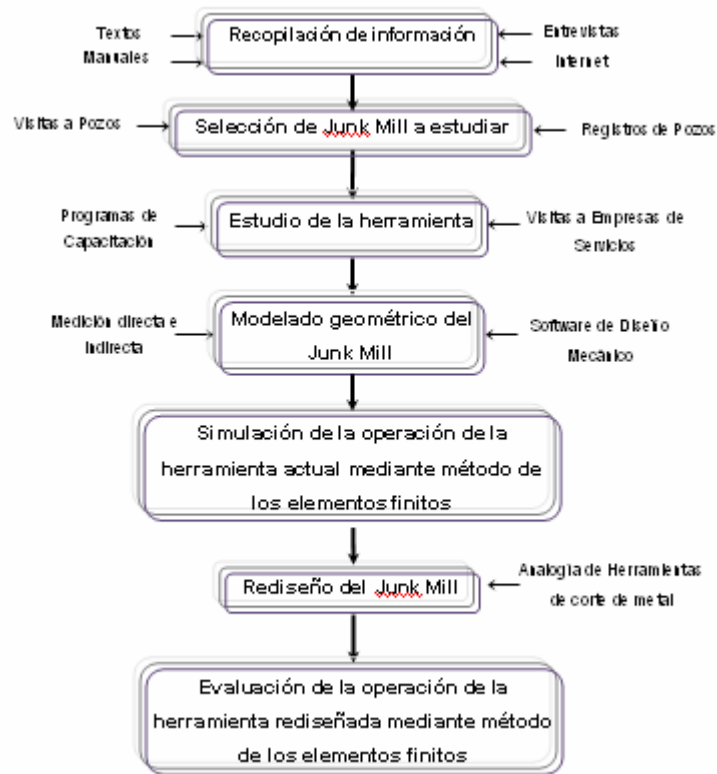 Textos
Manuales
Recopilación de información
Entrevistas
Internet
Visitas a Pozos
Selección de Junk Mill a estudiar
Registros de Pozos
Programas de
Capacitación
Estudio de la herramienta
Visitas a Empresas de
Servicios
Medición directa e
Indirecta
Modelado geométrico del
Junk Mill
Software de Diseño
Mecánico
Simulación de la operación de la
herramienta actual mediante método de
los elementos finitos
Rediseño del Junk Mill
Analogía de Herramientas
de corte de metal
Evaluación de la operación de la
herramienta rediseñada mediante método
de los elementos finitos